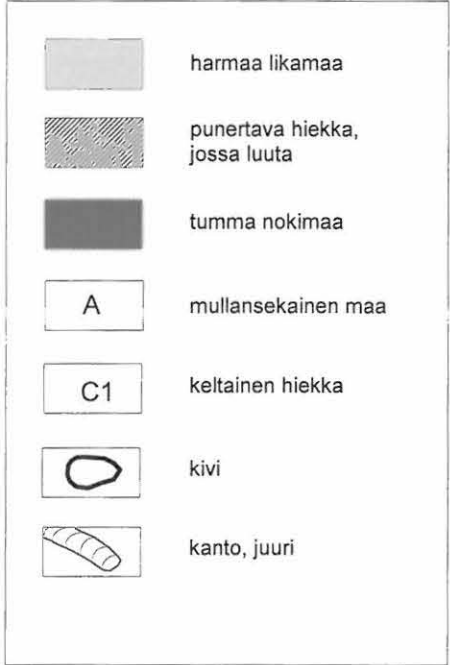 harmaa likamaa
punertava hiekka,
jossa luuta
tumma nokimaa
A mullansekainen maa
C1 keltainen hiekka
kivi
kanto, juuri